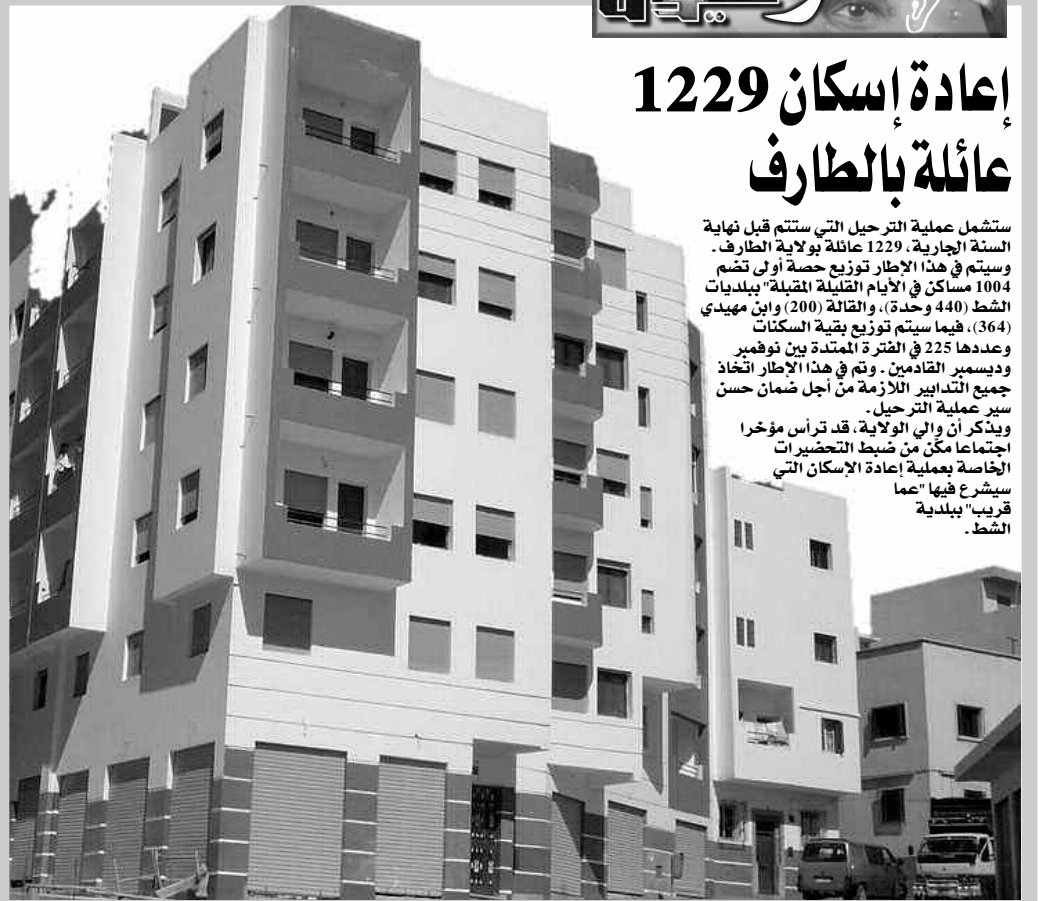 إعادة إسكان 1229
عائلة بالطارف
ستشمل عملية الترحيل التي ستتم قبل نهاية
السنة الجارية، 1229 عائلة بولاية الطارف.
وسيتم في هذا الإطار توزيع حصة أولى تضم
1004 مساكن في الأيام القليلة المقبلة" ببلديات
الشط (440 وحدة)، والقالة (200) وابن مهيدي
(364)، فيما سيتم توزيع بقية السكنات
وعددها 225 في الفترة الممتدة بين نوفمبر
وديسمبر القادمين. وتم في هذا الإطار اتخاذ
جميع التدابير اللازمة من أجل ضمان حسن
سير عملية الترحيل.
ويذكر أن والي الولاية، قد ترأس مؤخرا
اجتماعا مكّن من ضبط التحضيرات
الخاصة بعملية إعادة الإسكان التي
سيشرع فيها "عما
قريب" ببلدية
الشط.